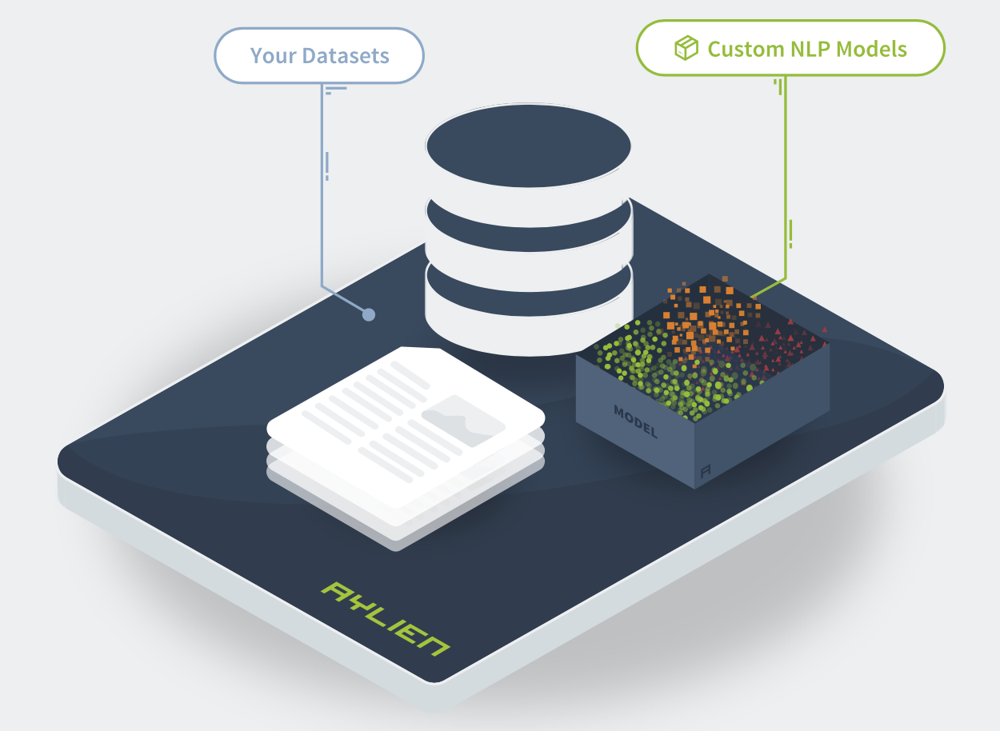 Your Datasets
Custom NLP Models
MODEL
A
AYLIEN